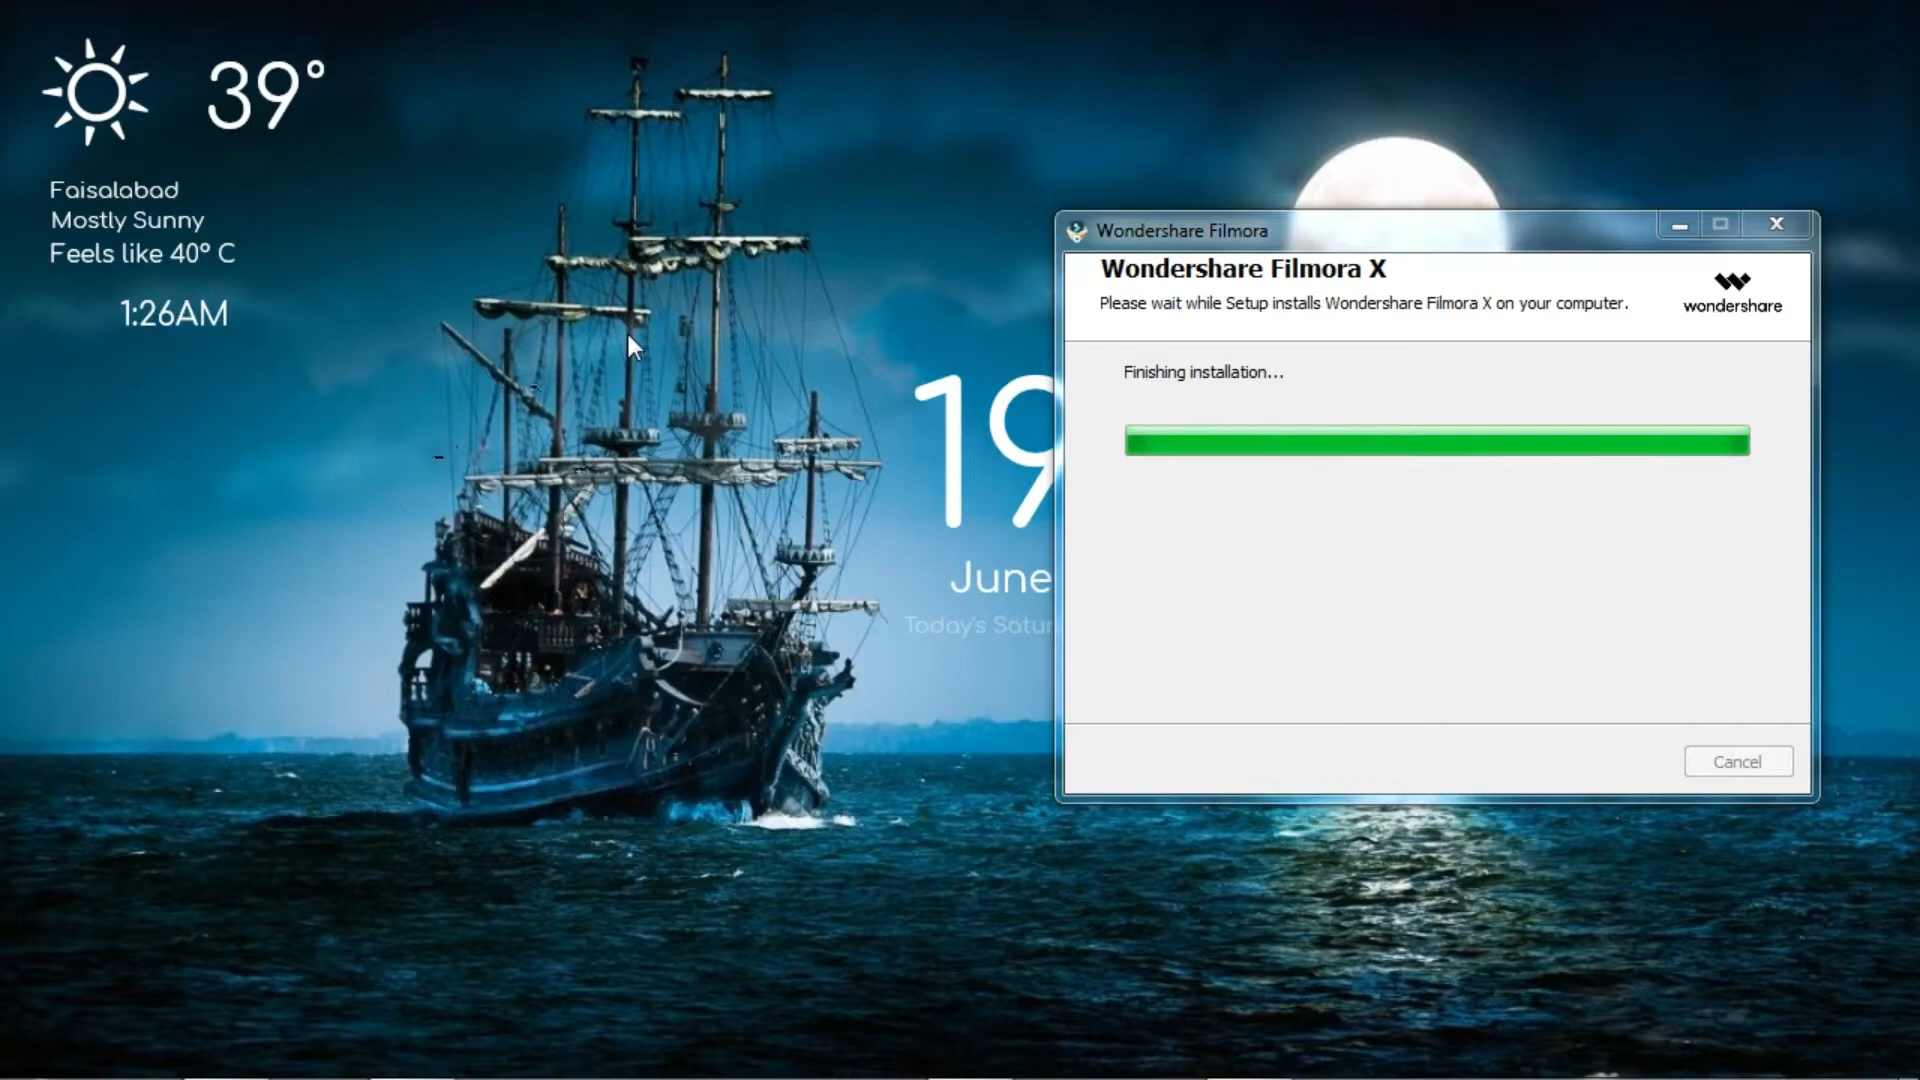 39°
Faisalabad
Mostly Sunny
Feels like 40° C
1:26AM
19
June
Today's Satur
Wondershare Filmora
Wondershare Filmora X
Please wait while Setup installs Wondershare Filmora X on your computer.
wondershare
Finishing installation...
Cancel